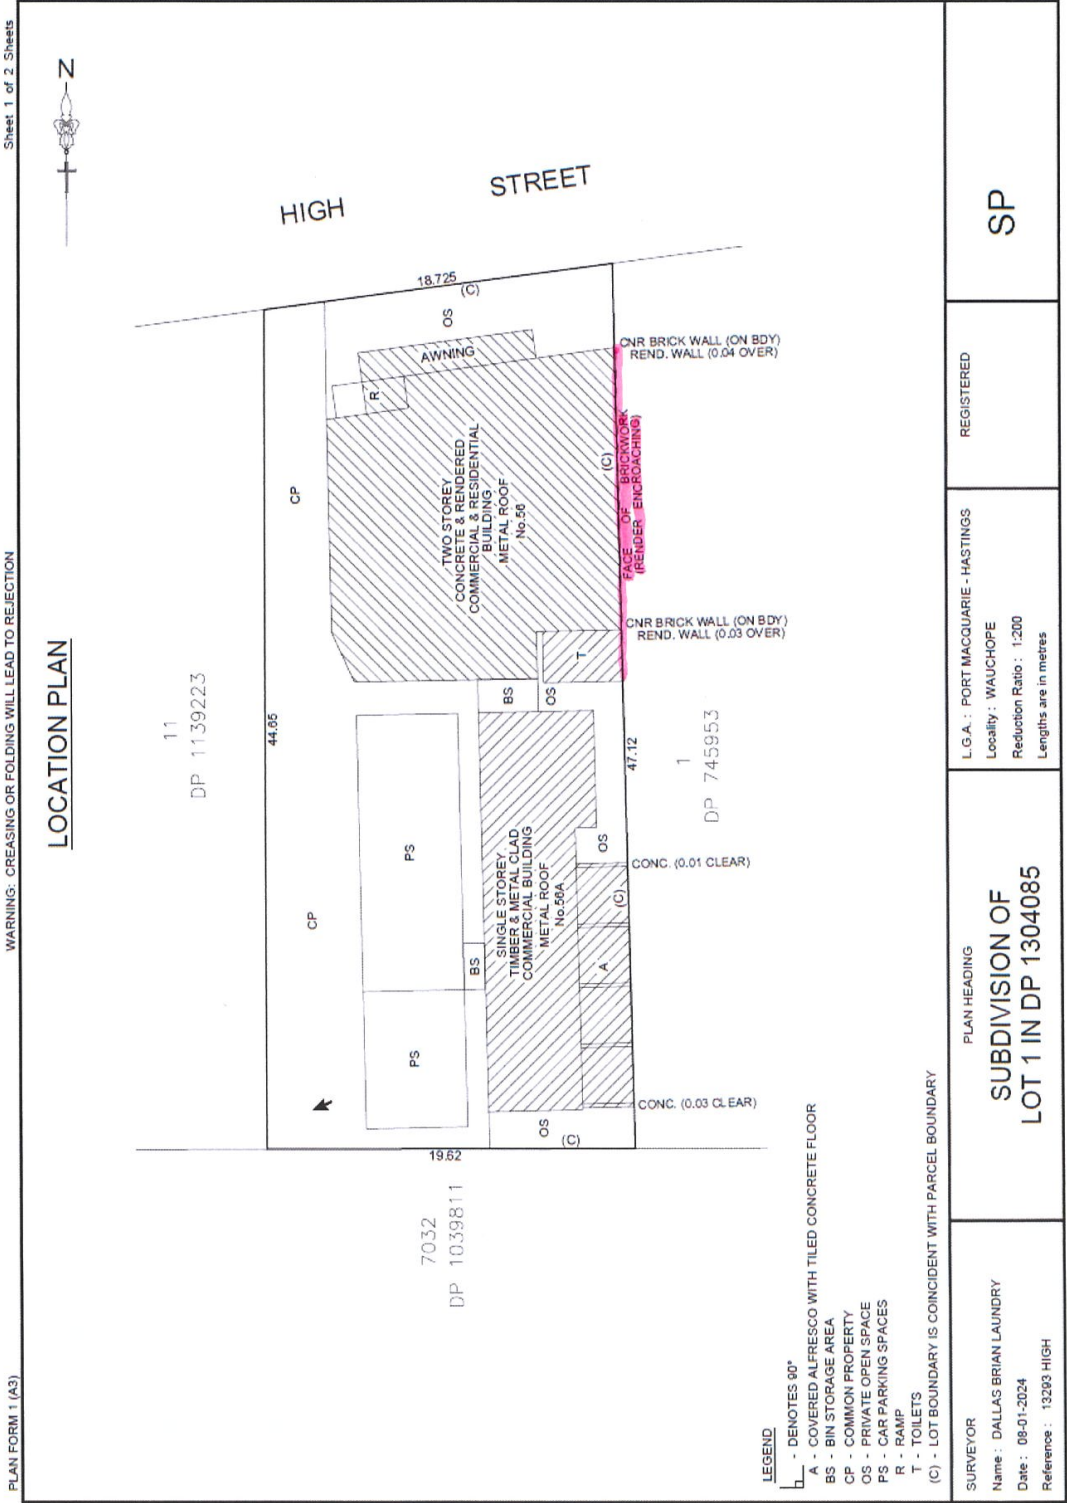 PLAN FORM 1 (A3)
WARNING: CREASING OR FOLDING WILL LEAD TO REJECTION
Sheet 1 of 2 Sheets
LOCATION PLAN
N
HIGH STREET
11
DP 1139223
44.65
CP
CP
18.725
(C)
OS
AWNING
R
TWO STOREY
CONCRETE & RENDERED
COMMERCIAL & RESIDENTIAL
BUILDING
METAL ROOF
No.56
(C)
FACE OF BRICKWORK
(RENDER ENCROACHING)
CNR BRICK WALL (ON BDY)
REND. WALL (0.04 OVER)
CNR BRICK WALL (ON BDY)
REND. WALL (0.03 OVER)
T
BS
OS
PS
PS
BS
SINGLE STOREY
TIMBER & METAL CLAD
COMMERCIAL BUILDING
METAL ROOF
No.56A
OS
(C)
A
47.12
1
DP 745953
CONC. (0.01 CLEAR)
CONC. (0.03 CLEAR)
OS
(C)
19.62
7032
DP 1039811
LEGEND
- DENOTES 90°
A - COVERED ALFRESCO WITH TILED CONCRETE FLOOR
BS - BIN STORAGE AREA
CP - COMMON PROPERTY
OS - PRIVATE OPEN SPACE
PS - CAR PARKING SPACES
R - RAMP
T - TOILETS
(C) - LOT BOUNDARY IS COINCIDENT WITH PARCEL BOUNDARY
SURVEYOR
Name : DALLAS BRIAN LAUNDRY
Date : 08-01-2024
Reference : 13293 HIGH
PLAN HEADING
SUBDIVISION OF
LOT 1 IN DP 1304085
L.G.A. : PORT MACQUARIE - HASTINGS
Locality : WAUCHOPE
Reduction Ratio : 1:200
Lengths are in metres
REGISTERED
SP